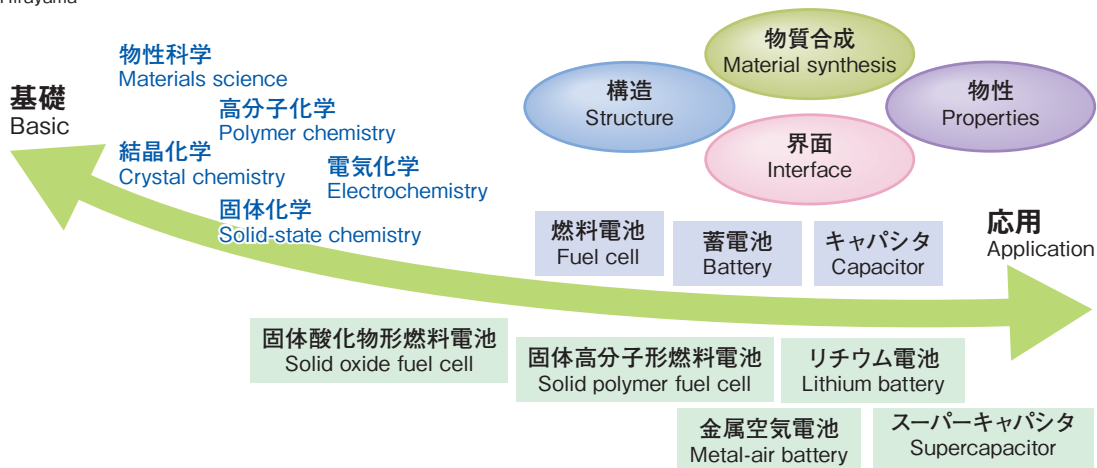 Hirayama
物性科学
Materials science
基礎
Basic
高分子化学
Polymer chemistry
結晶化学
Crystal chemistry
電気化学
Electrochemistry
固体化学
Solid-state chemistry
物質合成
Material synthesis
構造
Structure
物性
Properties
界面
Interface
燃料電池
Fuel cell
蓄電池
Battery
キャパシタ
Capacitor
応用
Application
固体酸化物形燃料電池
Solid oxide fuel cell
固体高分子形燃料電池
Solid polymer fuel cell
リチウム電池
Lithium battery
金属空気電池
Metal-air battery
スーパーキャパシタ
Supercapacitor